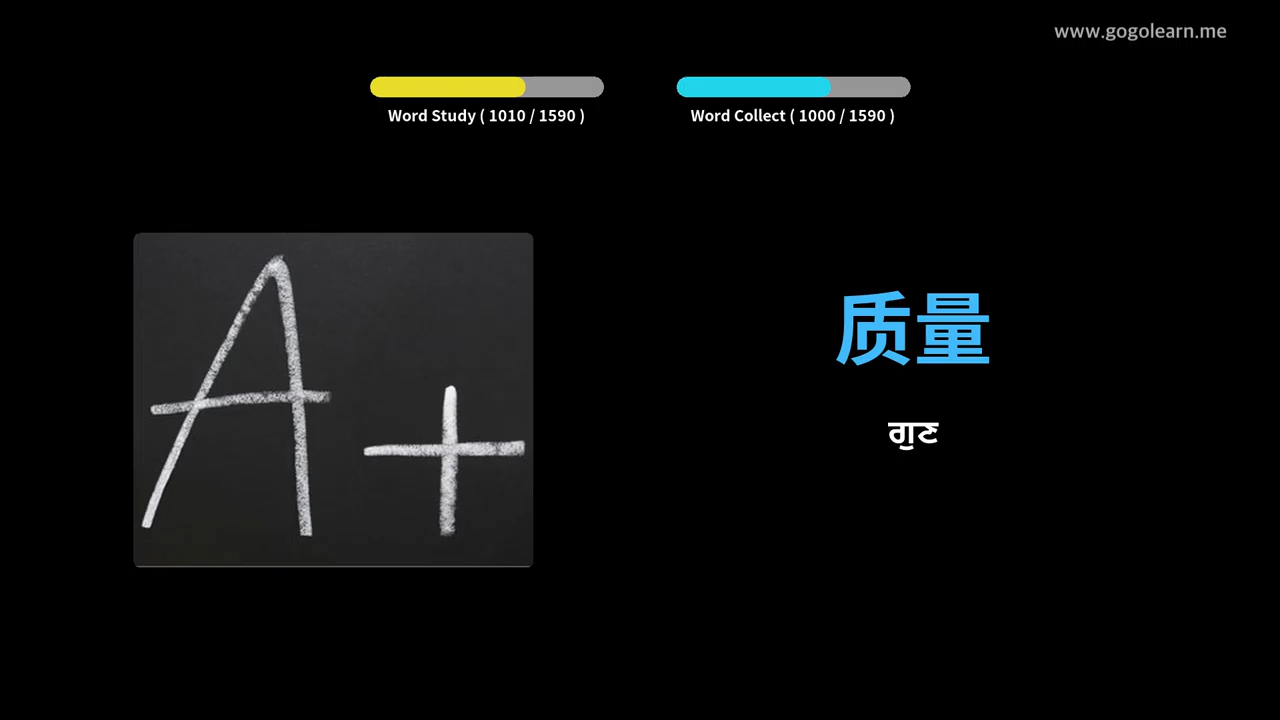 www.gogolearn.me
Word Study ( 1010 / 1590 )
Word Collect ( 1000 / 1590 )
A+
质量
ਗੁਣ